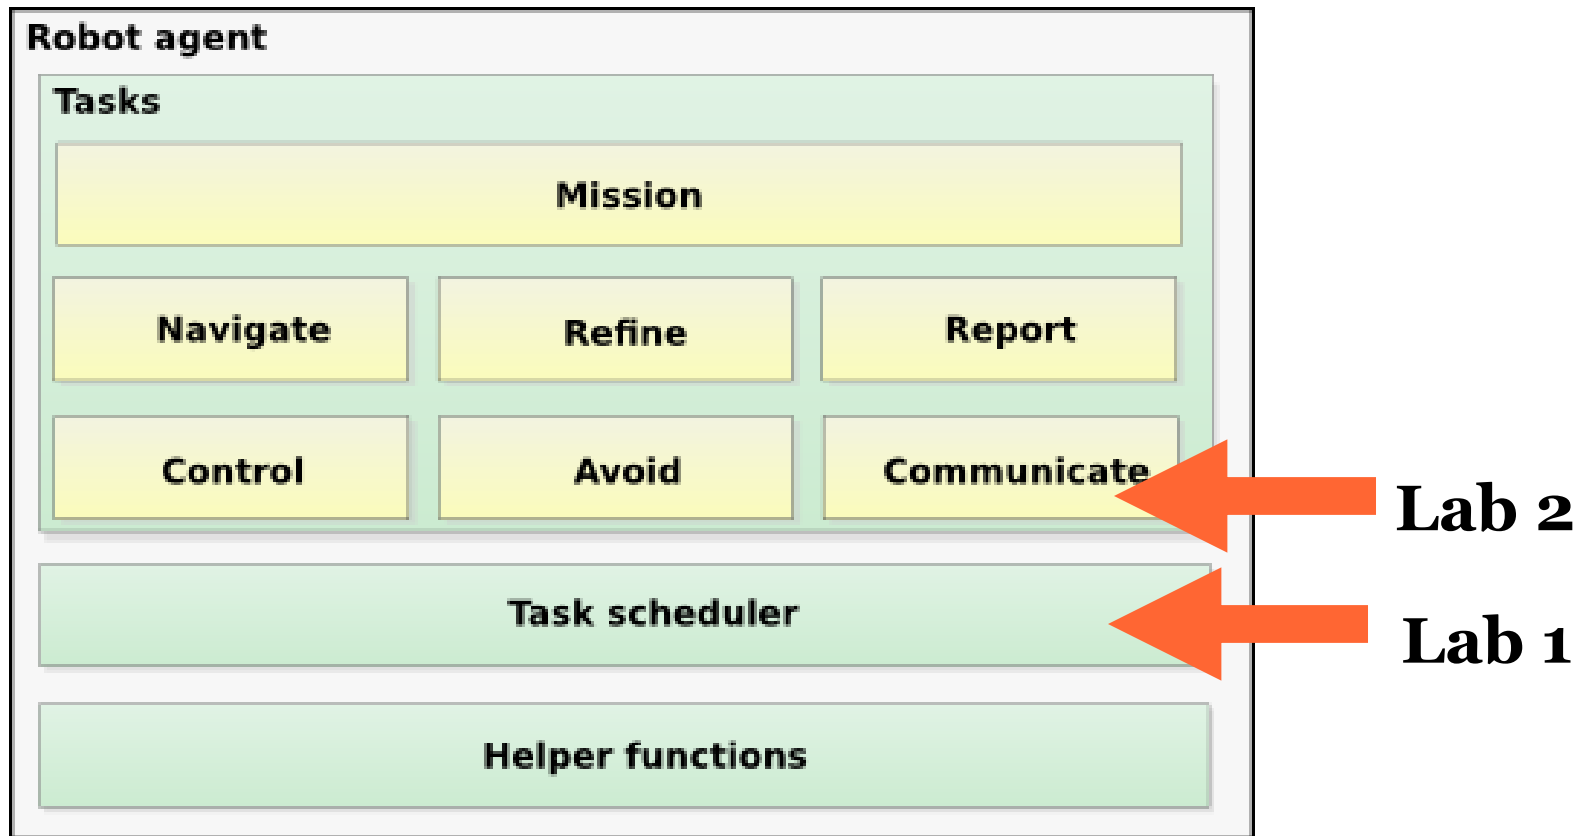 Robot agent
Tasks
Mission
Navigate
Refine
Report
Control
Avoid
Communicate
Lab 2
Task scheduler
Lab 1
Helper functions